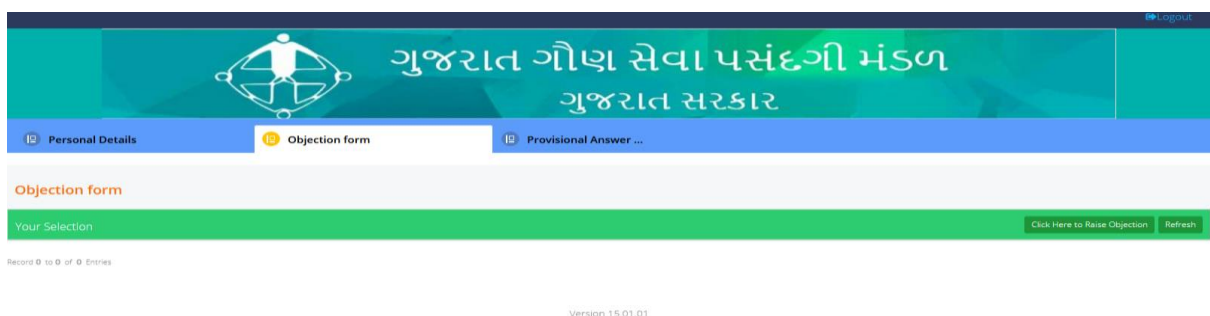 Logout
ગુજરાત ગૌણ સેવા પસંદગી મંડળ
ગુજરાત સરકાર
Personal Details Objection form Provisional Answer ...
Objection form
Your Selection Click Here to Raise Objection Refresh
Record 0 to 0 of 0 Entries
Version 15.01.01